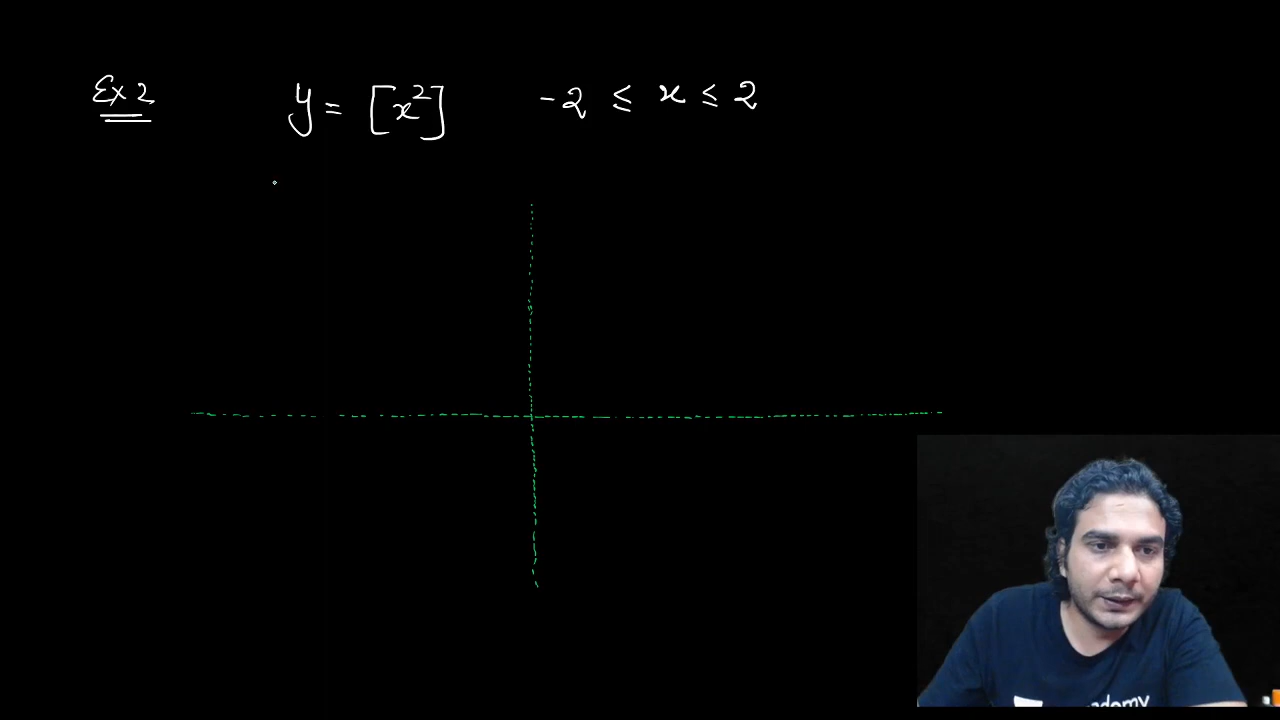 Ex 2 y = [x²] -2 ≤ x ≤ 2